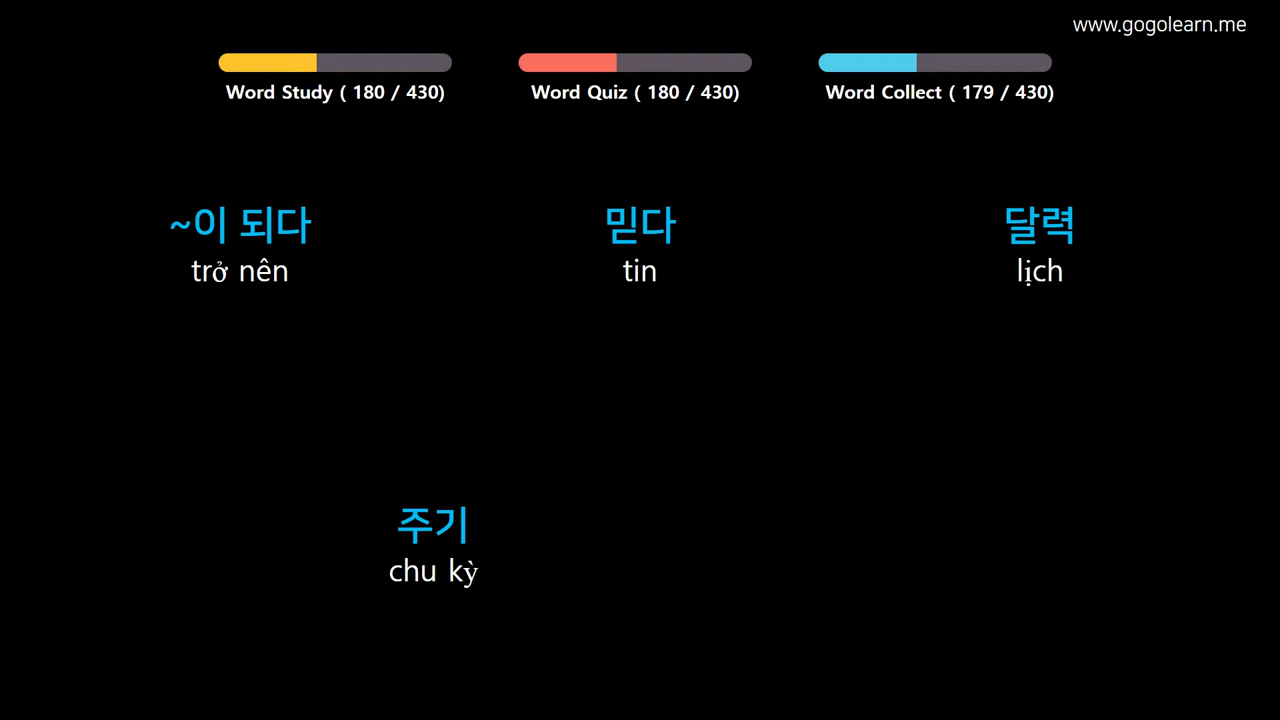 www.gogolearn.me
Word Study ( 180 / 430)
Word Quiz ( 180 / 430)
Word Collect ( 179 / 430)
~이 되다
trở nên
믿다
tin
달력
lịch
주기
chu kỳ